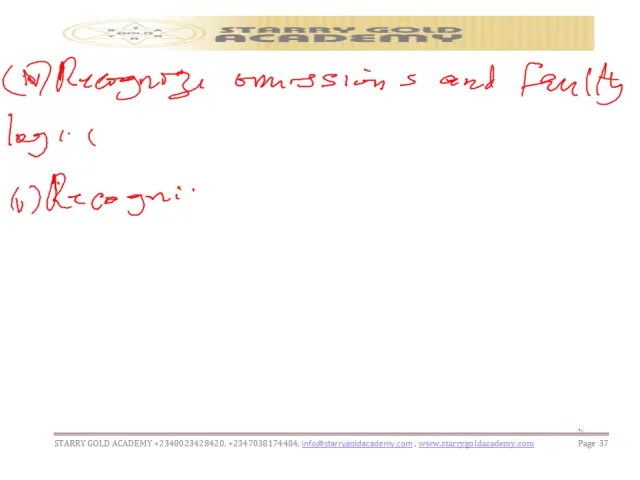 STARRY GOLD
ACADEMY
(iv) Recognize omissions and faulty
logic
(v) Recogni
STARRY GOLD ACADEMY +2348023428420, +2347038174484, info@starrygoldacademy.com , www.starrygoldacademy.com Page 37